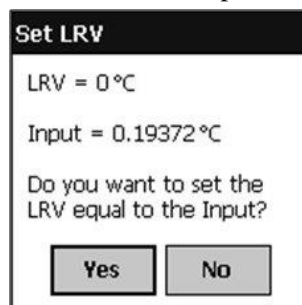 Set LRV
LRV = 0°C
Input = 0.19372°C
Do you want to set the
LRV equal to the Input?
Yes No